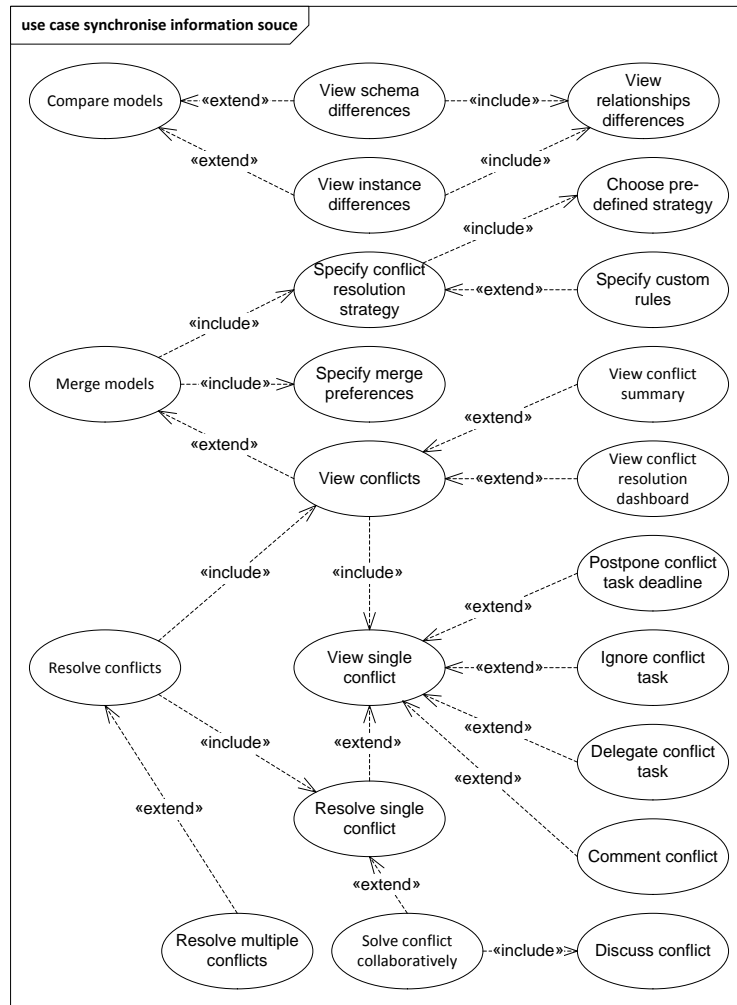 use case synchronise information souce
Compare models
«extend»
View schema
differences
«include»
View
relationships
differences
«extend»
«include»
View instance
differences
Choose pre-
defined strategy
«include»
Specify conflict
resolution
strategy
«extend»
Specify custom
rules
«include»
Merge models
«include»
Specify merge
preferences
View conflict
summary
«extend»
«extend»
View conflicts
«extend»
View conflict
resolution
dashboard
«include»
«include»
Postpone conflict
task deadline
«extend»
Resolve conflicts
View single
conflict
«extend»
Ignore conflict
task
«extend»
«include»
«extend»
Delegate conflict
task
«extend»
«extend»
Resolve single
conflict
Comment conflict
«extend»
Resolve multiple
conflicts
Solve conflict
collaboratively
«include»
Discuss conflict